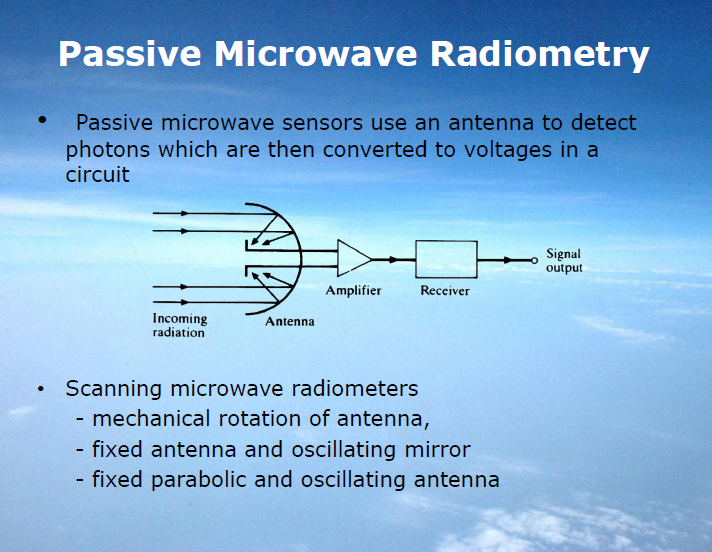 Passive Microwave Radiometry
• Passive microwave sensors use an antenna to detect
photons which are then converted to voltages in a
circuit
Signal
output
Amplifier
Receiver
Incoming
radiation
Antenna
• Scanning microwave radiometers
- mechanical rotation of antenna,
- fixed antenna and oscillating mirror
- fixed parabolic and oscillating antenna